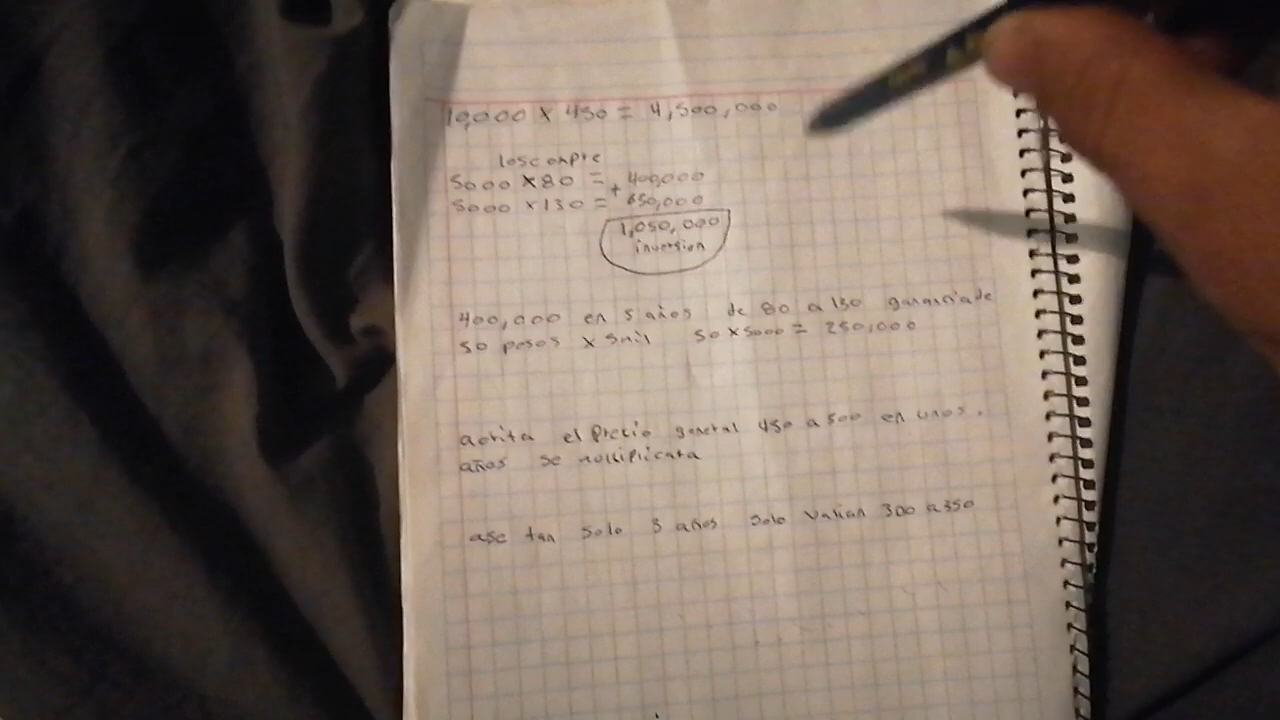 10,000 x 450 = 4,500,000
los compre
5000 x 80 = 400,000
5000 x 130 = + 650,000
1,050,000
inversion
400,000 en 5 años de 80 a 130 ganancia de
50 pesos x 5mil 50 x 5000 = 250,000
aorita el precio general 450 a 500 en unos.
años se multiplicara
ase tan solo 3 años solo valian 300 a 350